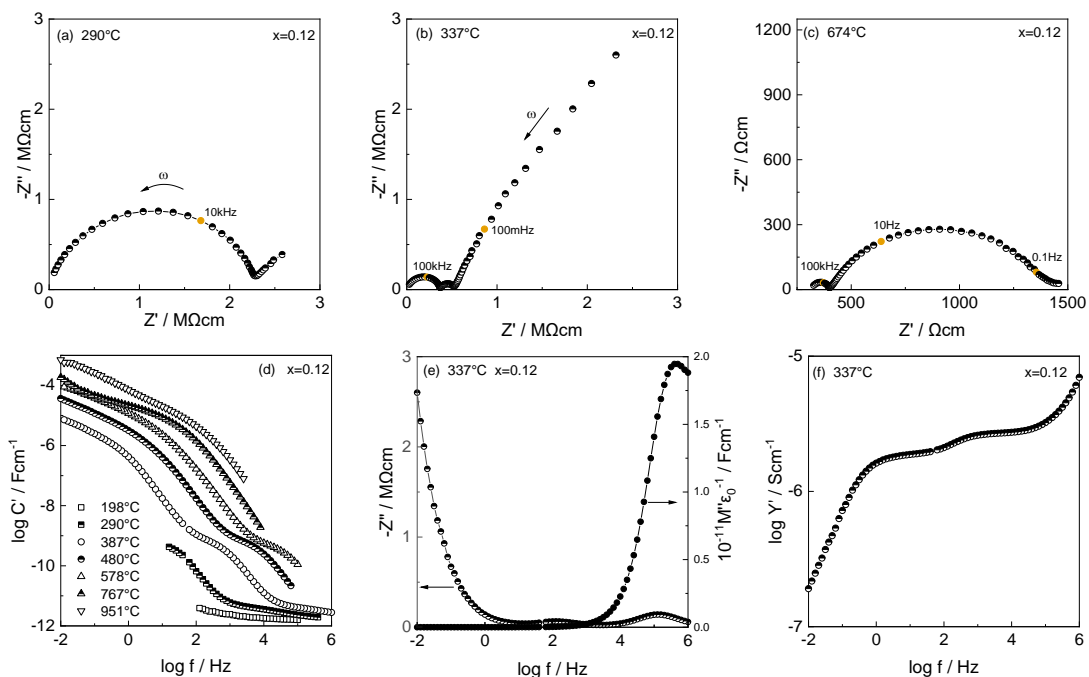 (a) 290°C x=0.12
3
2
1
0
0 1 2 3
-Z'' / MΩcm
Z' / MΩcm
ω
10kHz
(b) 337°C x=0.12
3
2
1
0
0 1 2 3
-Z'' / MΩcm
Z' / MΩcm
ω
100mHz
100kHz
(c) 674°C x=0.12
1200
900
600
300
0
500 1000 1500
-Z'' / Ωcm
Z' / Ωcm
100kHz
10Hz
0.1Hz
(d) x=0.12
-4
-6
-8
-10
-12
-2 0 2 4 6
log C' / Fcm-1
log f / Hz
198°C
290°C
387°C
480°C
578°C
767°C
951°C
(e) 337°C x=0.12
3
2
1
0
-2 0 2 4 6
-Z'' / MΩcm
log f / Hz
2.0
1.5
1.0
0.5
0.0
10-11M''ε0-1 / Fcm-1
(f) 337°C x=0.12
-5
-6
-7
-2 0 2 4 6
log Y' / Scm-1
log f / Hz